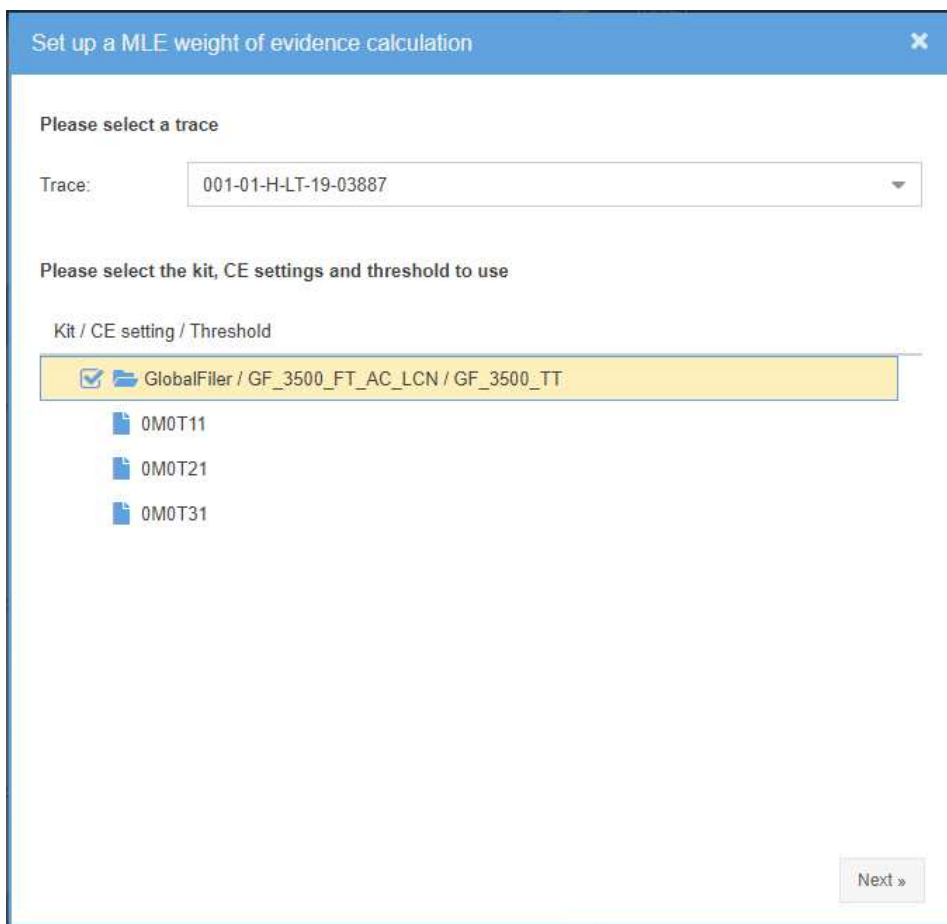 Set up a MLE weight of evidence calculation
Please select a trace
Trace: 001-01-H-LT-19-03887
Please select the kit, CE settings and threshold to use
Kit / CE setting / Threshold
GlobalFiler / GF_3500_FT_AC_LCN / GF_3500_TT
0M0T11
0M0T21
0M0T31
Next »